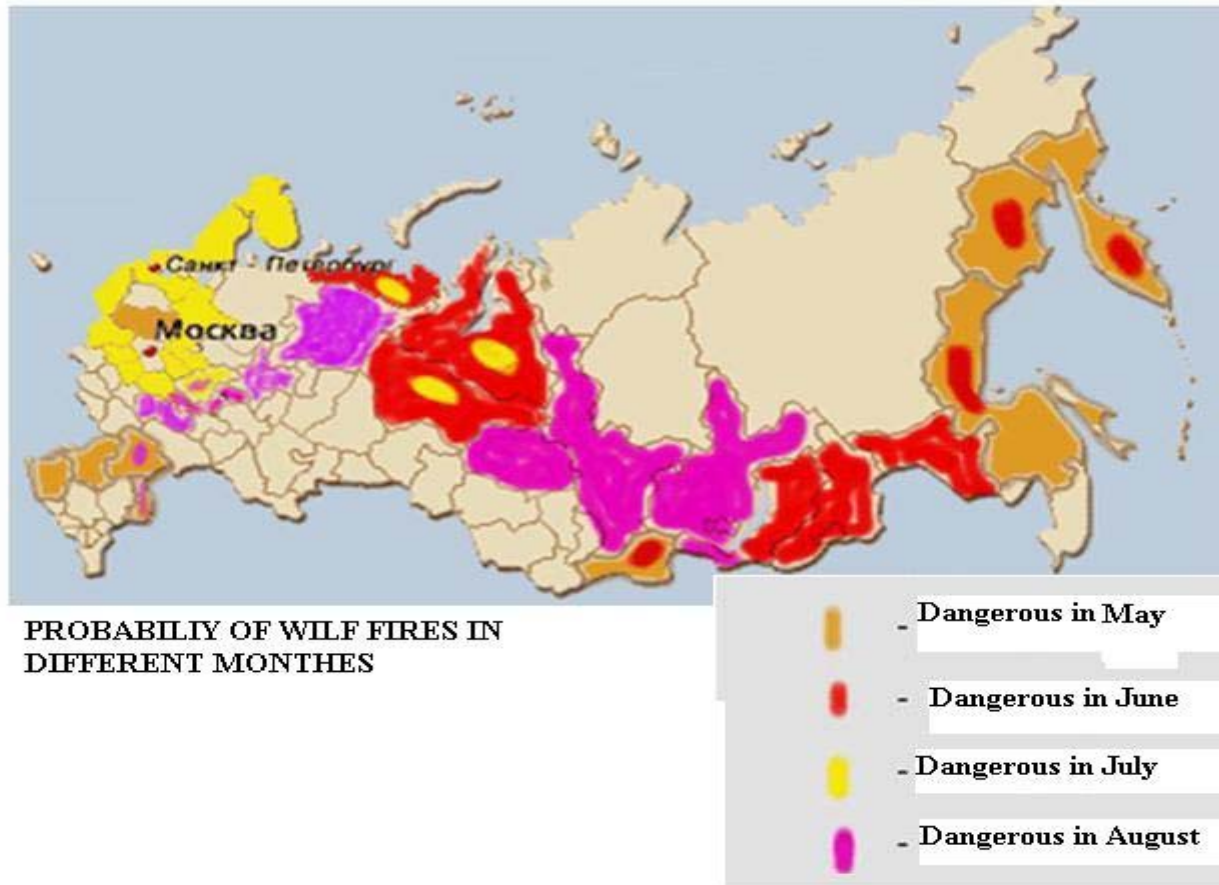 Санкт - Петербург
Москва
PROBABILIY OF WILF FIRES IN
DIFFERENT MONTHES
- Dangerous in May
- Dangerous in June
- Dangerous in July
- Dangerous in August